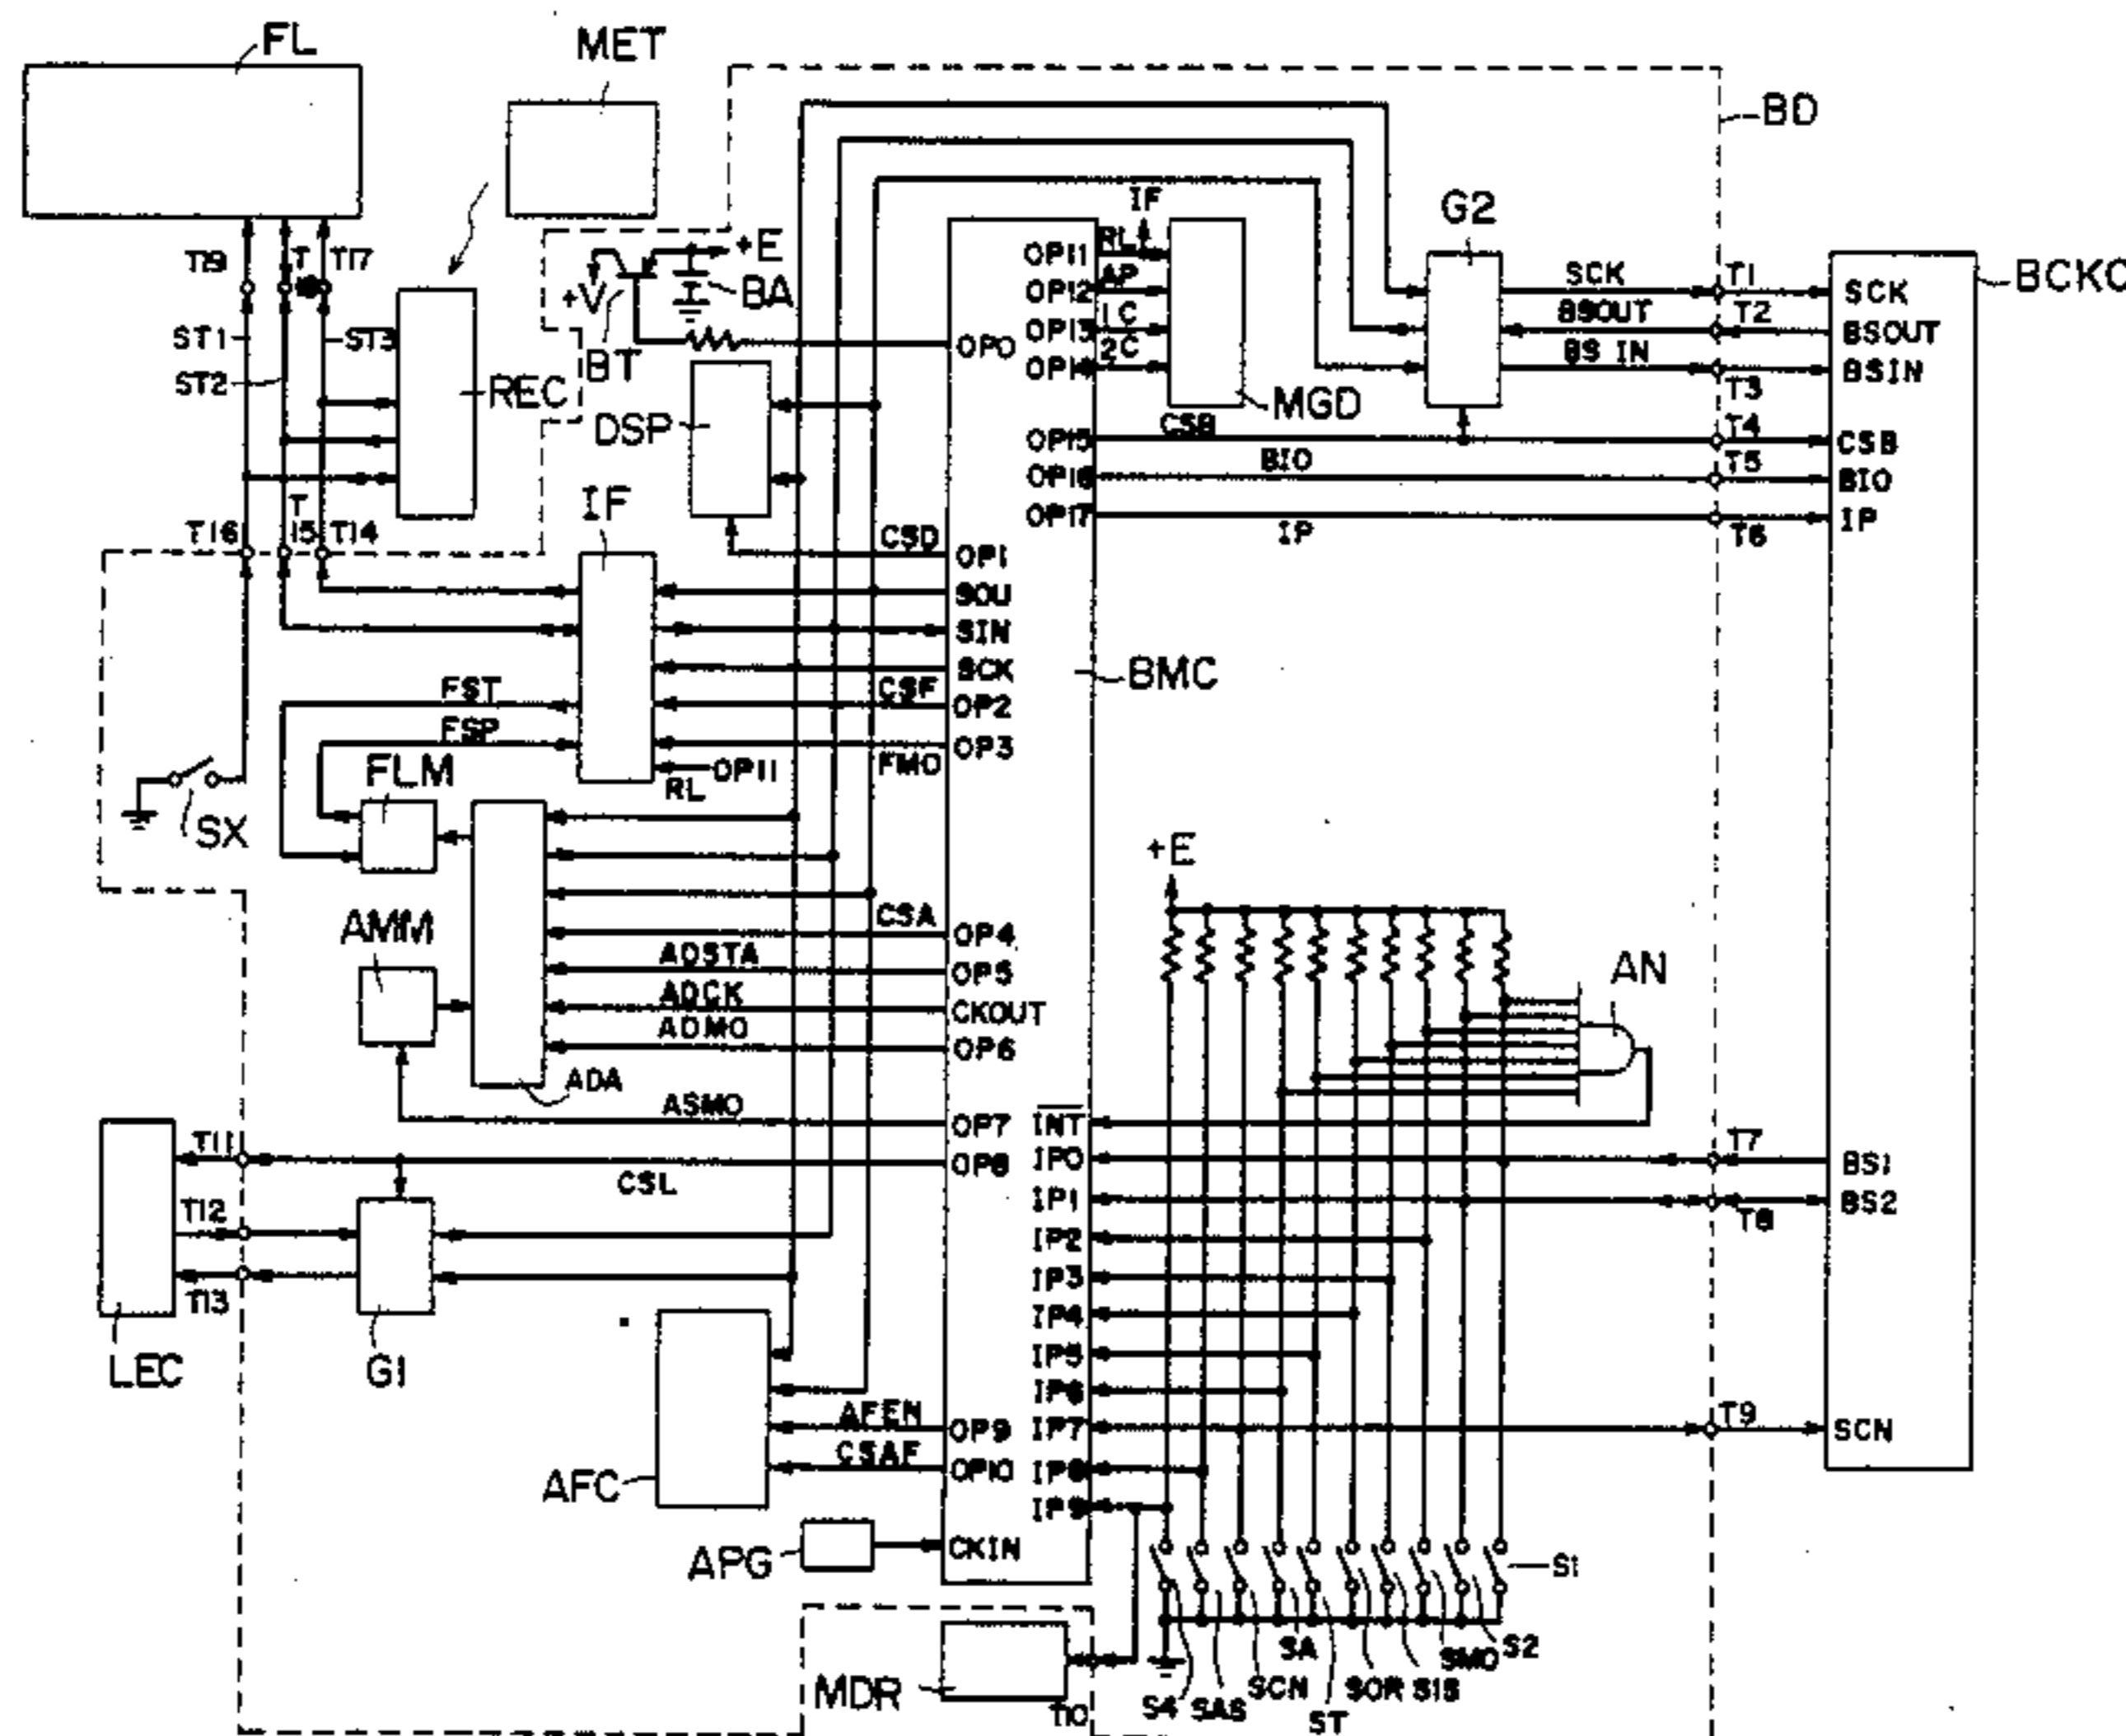 FL
MET
BD
IF
G2
BCKC
T19
T
T17
+E
+V
BA
BT
OP0
OP11
RL
OP12
AP
OP13
1C
2C
MGD
SCK
T1
SCK
BSOUT
T2
BSOUT
BS IN
T3
BSIN
ST1
ST2
ST3
REC
DSP
OP15
CSB
T4
CSB
OP16
BIO
T5
BIO
OP17
IP
T6
IP
T16
T
15
T14
IF
CSD
OP1
SOU
SIN
SCK
BMC
FST
CSF
OP2
FSP
FMO
OP3
RL
OP11
FLM
SX
+E
CSA
OP4
AMM
ADSTA
OP5
AN
ADCK
CKOUT
ADMO
OP6
ADA
ASMO
OP7
INT
T11
CSL
OP8
IP0
T7
BS1
T12
IP1
T8
BS2
IP2
T13
IP3
LEC
G1
IP4
IP5
IP6
AFEN
OP9
IP7
T9
SCN
AFC
CSAF
OP10
IP8
IP9
APG
CKIN
S1
MDR
T10
S4
SAS
SCN
SA
ST
SOR
SIS
SMO
S2